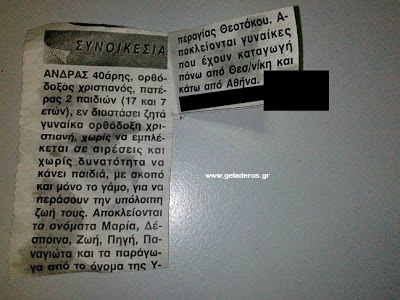 ΣΥΝΟΙΚΕΣΙΑ
ΑΝΔΡΑΣ 40άρης, ορθό-
δοξος χριστιανός, πατέ-
ρας 2 παιδιών (17 και 7
ετών), εν διαστάσει ζητά
γυναίκα ορθόδοξη χρι-
στιανή, χωρίς να εμπλέ-
κεται σε αιρέσεις και
χωρίς δυνατότητα να
κάνει παιδιά, με σκοπό
και μόνο το γάμο, για να
περάσουν την υπόλοιπη
ζωή τους. Αποκλείονται
τα ονόματα Μαρία, Δέ-
σποινα, Ζωή, Πηγή, Πα-
ναγιώτα και τα παράγω-
γα από το όνομα της Υ-
περαγίας Θεοτόκου. Α-
ποκλείονται γυναίκες
που έχουν καταγωγή
πάνω από Θεσ/νίκη και
κάτω από Αθήνα.
www.geladeros.gr